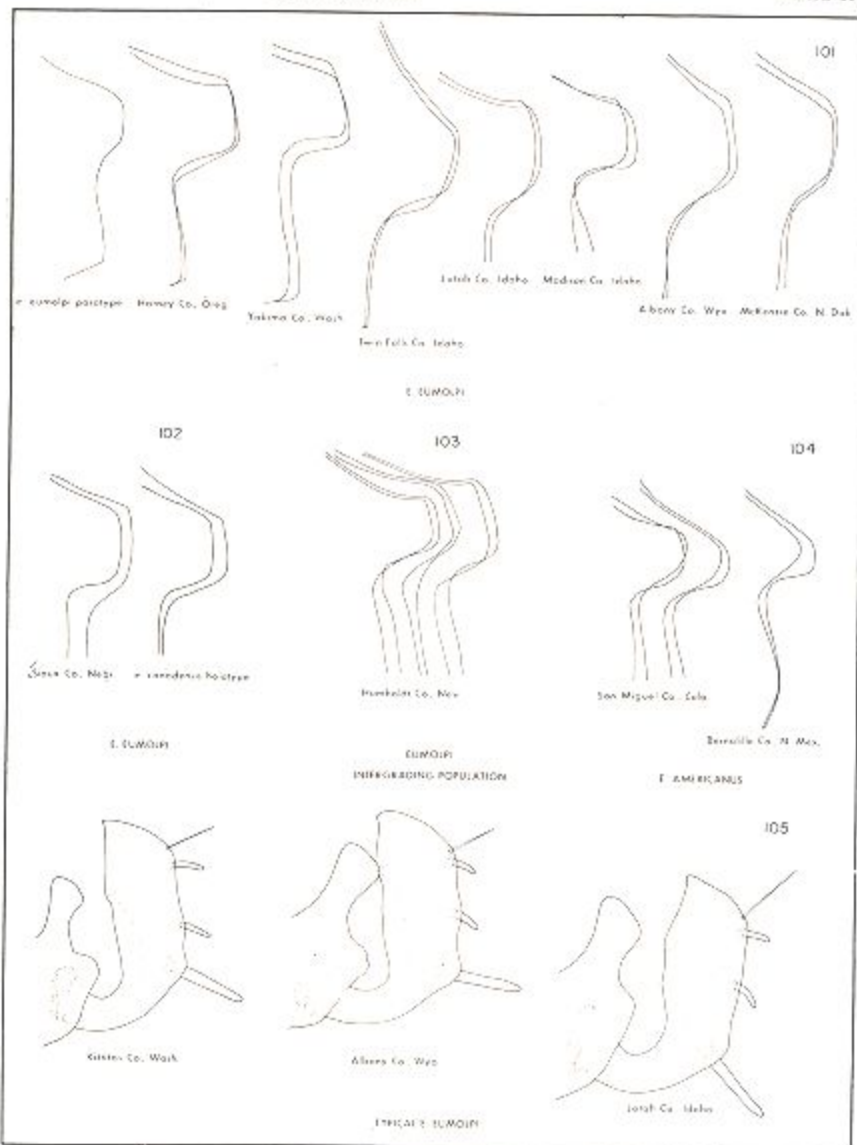 101
e. eumolpi paratype
Harney Co., Oreg.
Yakima Co., Wash.
Twin Falls Co. Idaho
Latah Co. Idaho
Madison Co. Idaho
Albany Co. Wyo.
McKenzie Co. N. Dak.
E. EUMOLPI
102
103
104
Sioux Co., Nebr.
e. canadensis holotype
Humboldt Co., Nev.
San Miguel Co., Colo.
Bernalillo Co. N. Mex.
E. EUMOLPI
EUMOLPI
INTERGRADING POPULATION
E. AMERICANUS
105
Kittitas Co., Wash.
Albany Co., Wyo.
Latah Co. Idaho
TYPICAL E. EUMOLPI